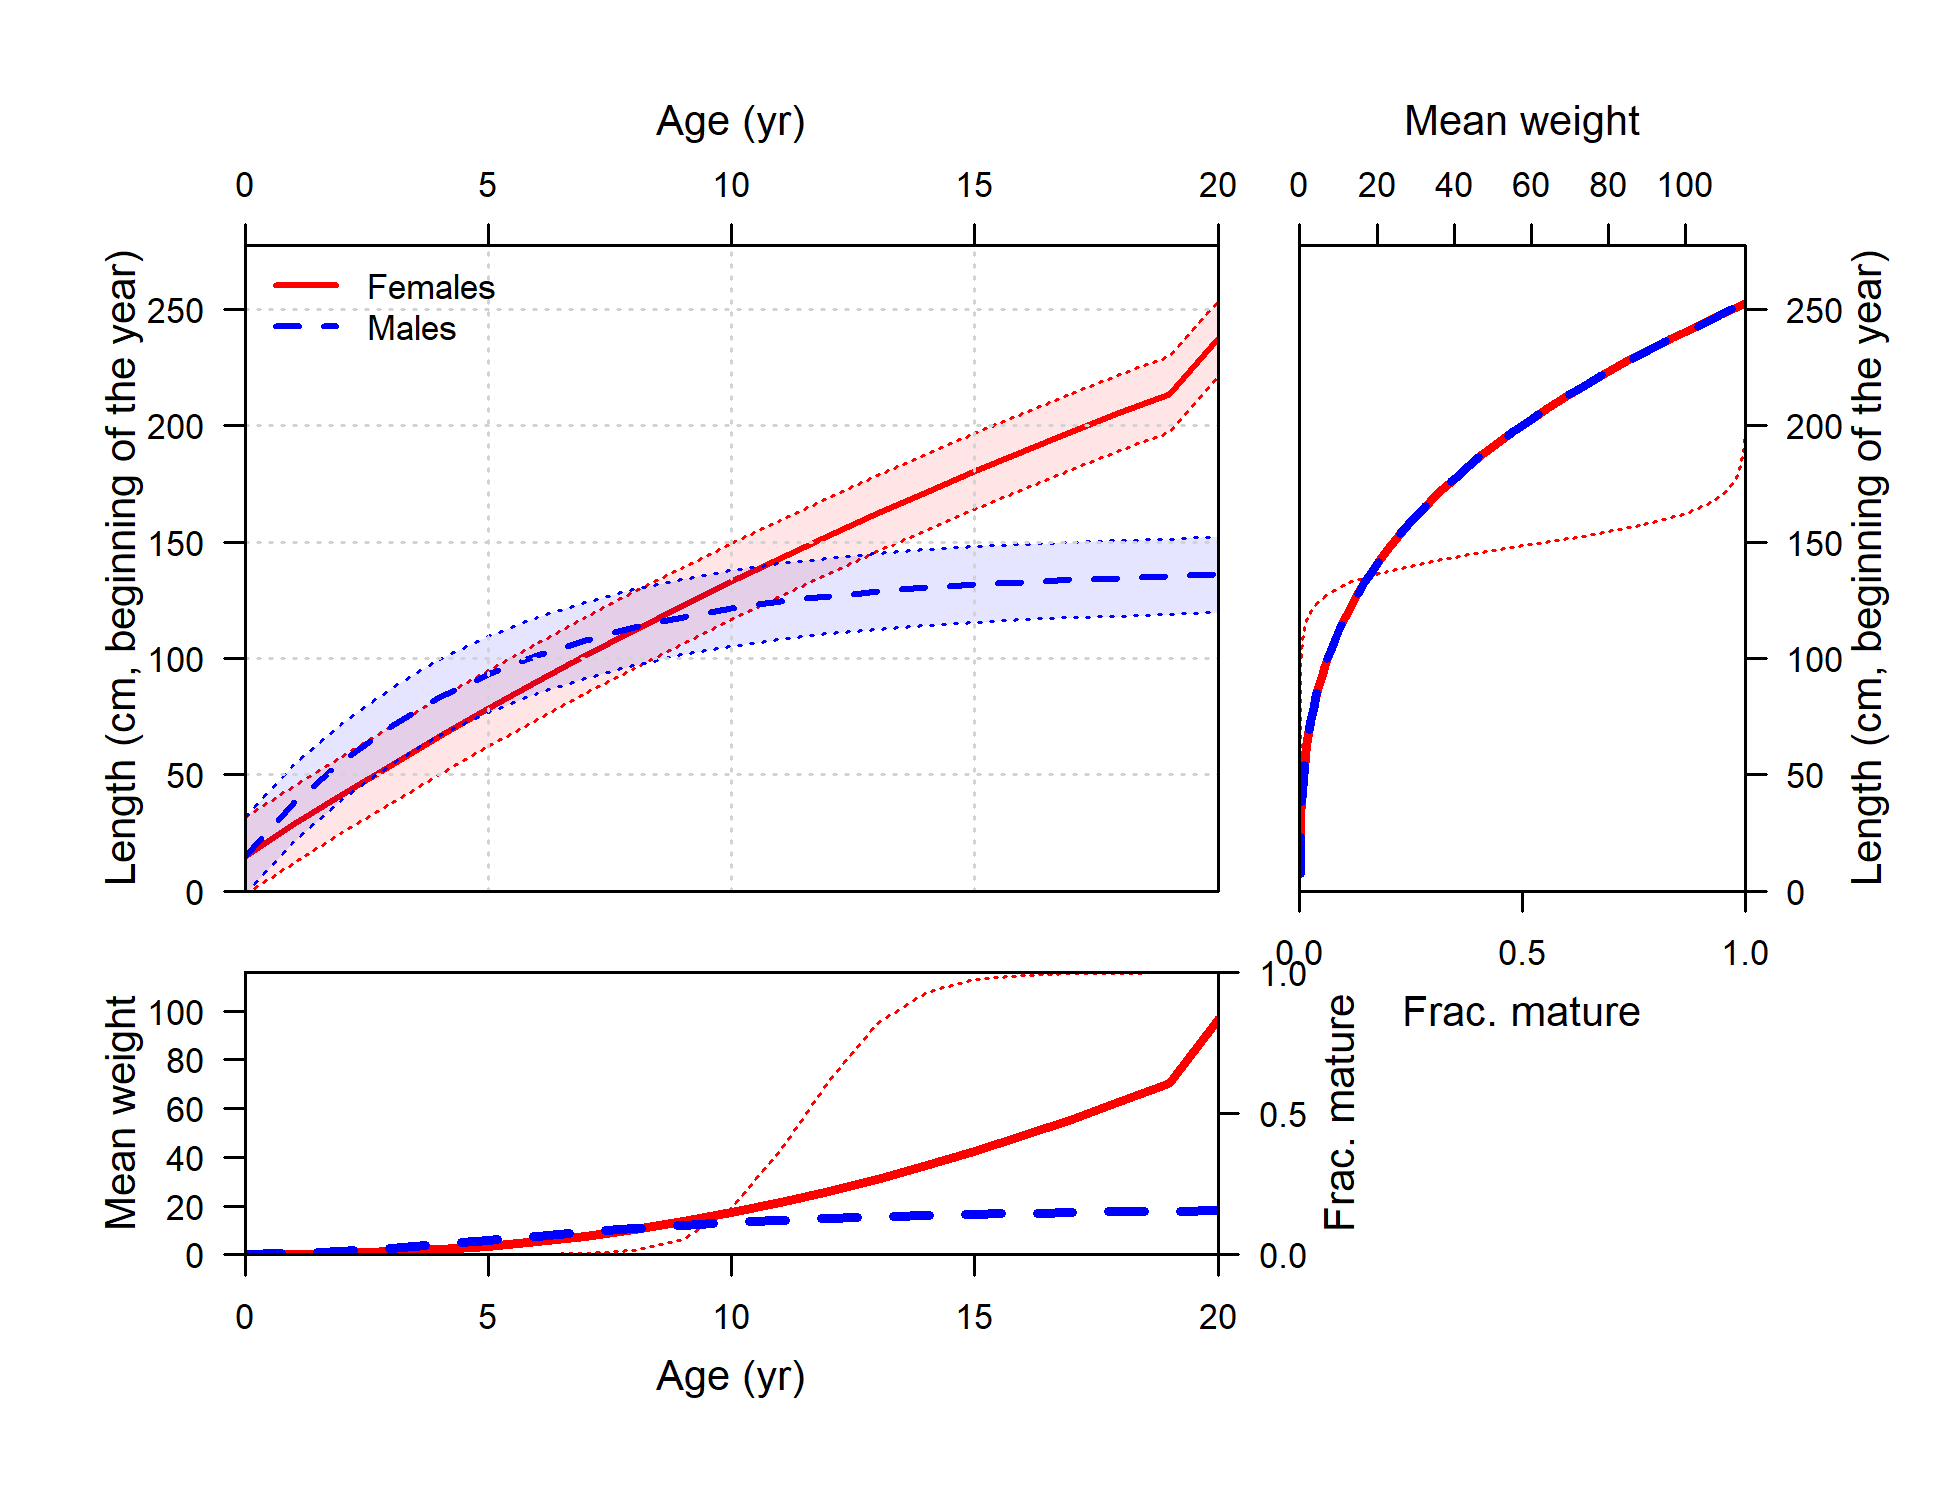 Age (yr)
Mean weight
0 5 10 15 20
0 20 40 60 80 100
Length (cm, beginning of the year)
250
200
150
100
50
0
Females
Males
250
200
150
100
50
0
Length (cm, beginning of the year)
0.0 0.5 1.0
Frac. mature
Mean weight
100
80
60
40
20
0
1.0
0.5
0.0
Frac. mature
0 5 10 15 20
Age (yr)